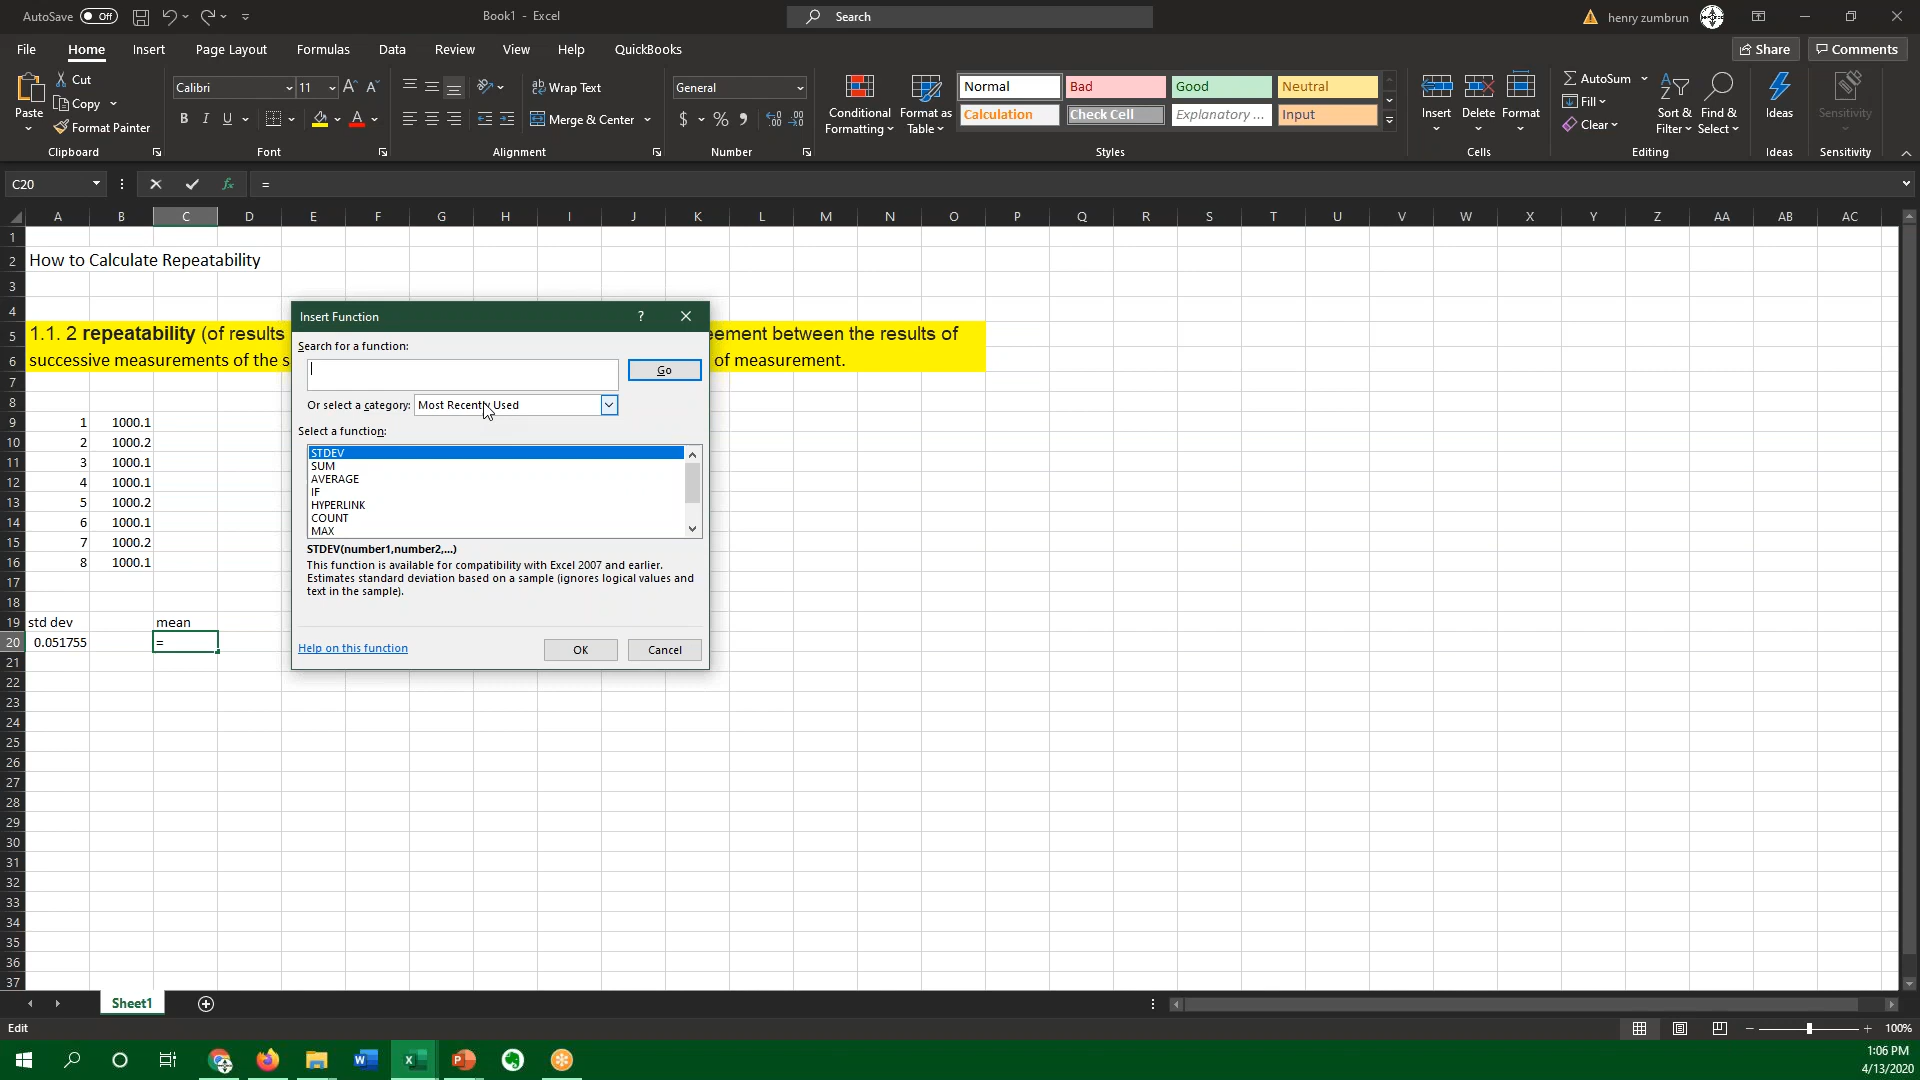 AutoSave Off Book1 - Excel Search henry zumbrun
File Home Insert Page Layout Formulas Data Review View Help QuickBooks Share Comments
Paste Cut Copy Format Painter Clipboard
Calibri 11 A A B I U A Font
Wrap Text Merge & Center Alignment
General $ % Number
Conditional Formatting Format as Table
Normal Bad Good Neutral
Calculation Check Cell Explanatory ... Input
Styles
Insert Delete Format Cells
AutoSum Fill Clear Sort & Filter Find & Select Editing
Ideas Ideas
Sensitivity Sensitivity
C20 fx =
A B C D E F G H I J K L M N O P Q R S T U V W X Y Z AA AB AC
1
2 How to Calculate Repeatability
3
4
5 1.1. 2 repeatability (of results eement between the results of
6 successive measurements of the s of measurement.
7
8
9 1 1000.1
10 2 1000.2
11 3 1000.1
12 4 1000.1
13 5 1000.2
14 6 1000.1
15 7 1000.2
16 8 1000.1
17
18
19 std dev mean
20 0.051755 =
21
22
23
24
25
26
27
28
29
30
31
32
33
34
35
36
37
Insert Function ?
Search for a function:
Go
Or select a category: Most Recently Used
Select a function:
STDEV
SUM
AVERAGE
IF
HYPERLINK
COUNT
MAX
STDEV(number1,number2,...)
This function is available for compatibility with Excel 2007 and earlier.
Estimates standard deviation based on a sample (ignores logical values and
text in the sample).
Help on this function OK Cancel
Sheet1
Edit 100%
1:06 PM
4/13/2020